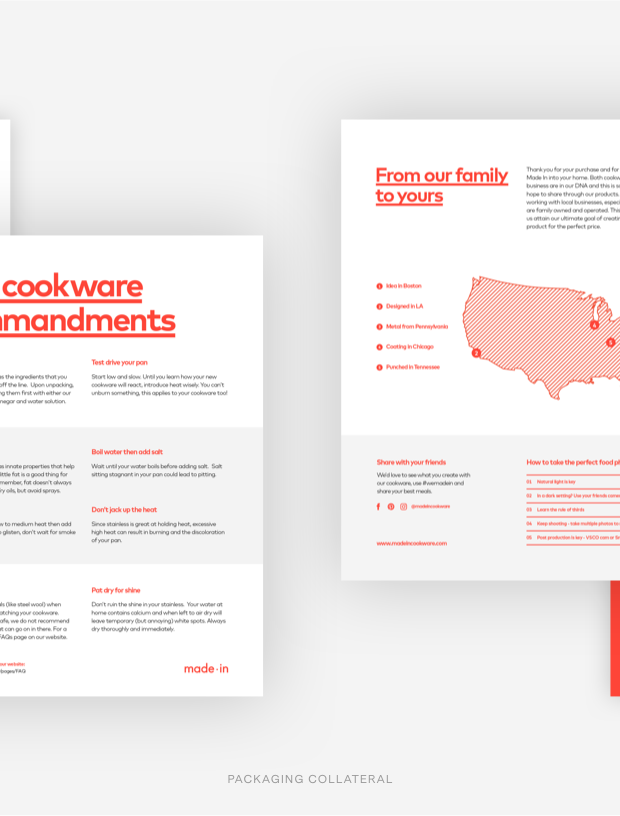 cookware
mmandments
s the ingredients that you
off the line. Upon unpacking,
ng them first with either our
negar and water solution.
Test drive your pan
Start low and slow. Until you learn how your new
cookware will react, introduce heat wisely. You can't
unburn something, this applies to your cookware too!
s innate properties that help
little fat is a good thing for
member, fat doesn't always
ry oils, but avoid sprays.
Boil water then add salt
Wait until your water boils before adding salt. Salt
sitting stagnant in your pan could lead to pitting.
w to medium heat then add
glisten, don't wait for smoke
Don't jack up the heat
Since stainless is great at holding heat, excessive
high heat can result in burning and the discoloration
of your pan.
ls (like steel wool) when
atching your cookware.
afe, we do not recommend
t can go on in there. For a
FAQs page on our website.
Pat dry for shine
Don't ruin the shine in your stainless. Your water at
home contains calcium and when left to air dry will
leave temporary (but annoying) white spots. Always
dry thoroughly and immediately.
our website:
/pages/FAQ
made·in
From our family
to yours
Thank you for your purchase and for
Made In into your home. Both cookw
business are in our DNA and this is s
hope to share through our products,
working with local businesses, espec
are family owned and operated. This
us attain our ultimate goal of creatin
product for the perfect price.
1 Idea in Boston
2 Designed in LA
3 Metal from Pennsylvania
4 Coating in Chicago
5 Punched in Tennessee
2
4
5
Share with your friends
We'd love to see what you create with
our cookware, use #wemadein and
share your best meals.
@madeincookware
www.madeincookware.com
How to take the perfect food ph
01 Natural light is key
02 In a dark setting? Use your friends came
03 Learn the rule of thirds
04 Keep shooting - take multiple photos to
05 Post production is key - VSCO cam or Sn
PACKAGING COLLATERAL